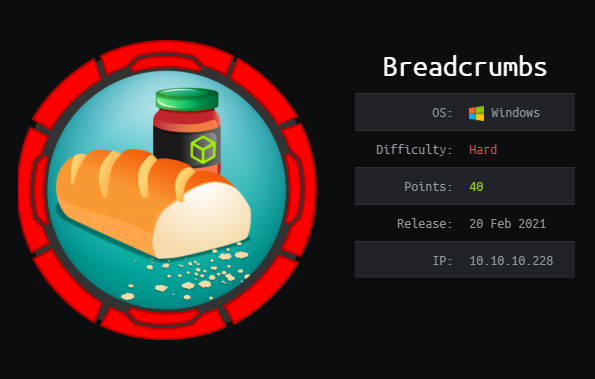 Breadcrumbs
OS: Windows
Difficulty: Hard
Points: 40
Release: 20 Feb 2021
IP: 10.10.10.228